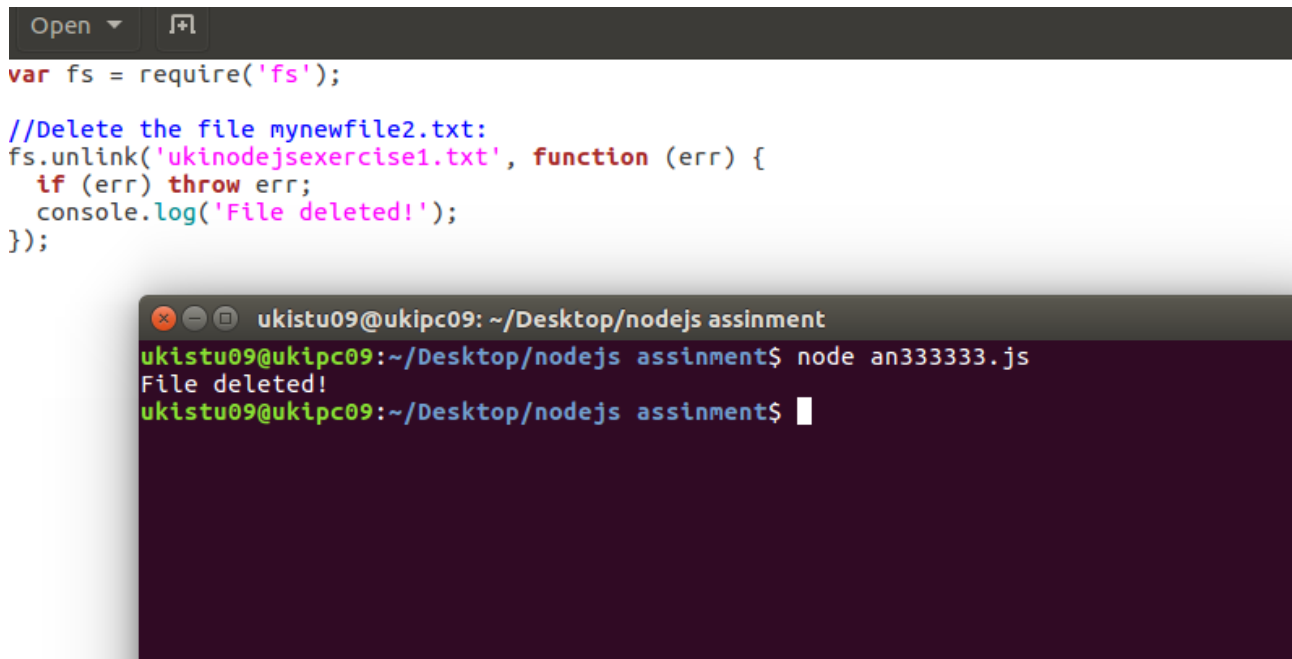 Open
var fs = require('fs');
//Delete the file mynewfile2.txt:
fs.unlink('ukinodejsexercise1.txt', function (err) {
if (err) throw err;
console.log('File deleted!');
});
ukistu09@ukipc09: ~/Desktop/nodejs assinment
ukistu09@ukipc09:~/Desktop/nodejs assinment$ node an333333.js
File deleted!
ukistu09@ukipc09:~/Desktop/nodejs assinment$